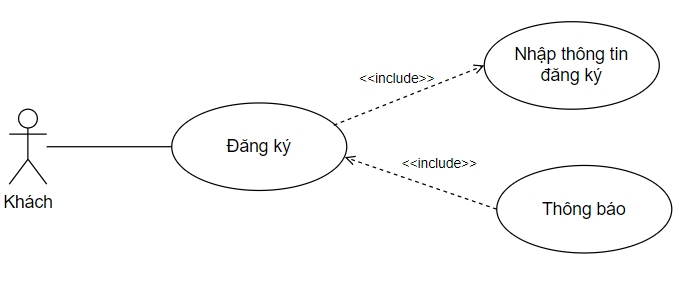 Nhập thông tin
đăng ký
<<include>>
Đăng ký
<<include>>
Khách
Thông báo